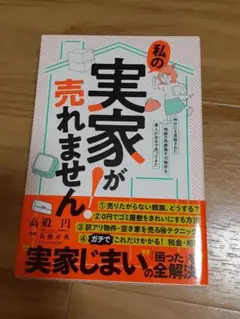 私の
実家が
売れません!
高殿 円
①売りたがらない親族、どうする?
②0円でゴミ屋敷をきれいにする方法
③訳アリ物件・空き家を売る㊙テクニック
④ガチでこれだけかかる! 税金・経
"実家じまい"の"困った"
の全解決